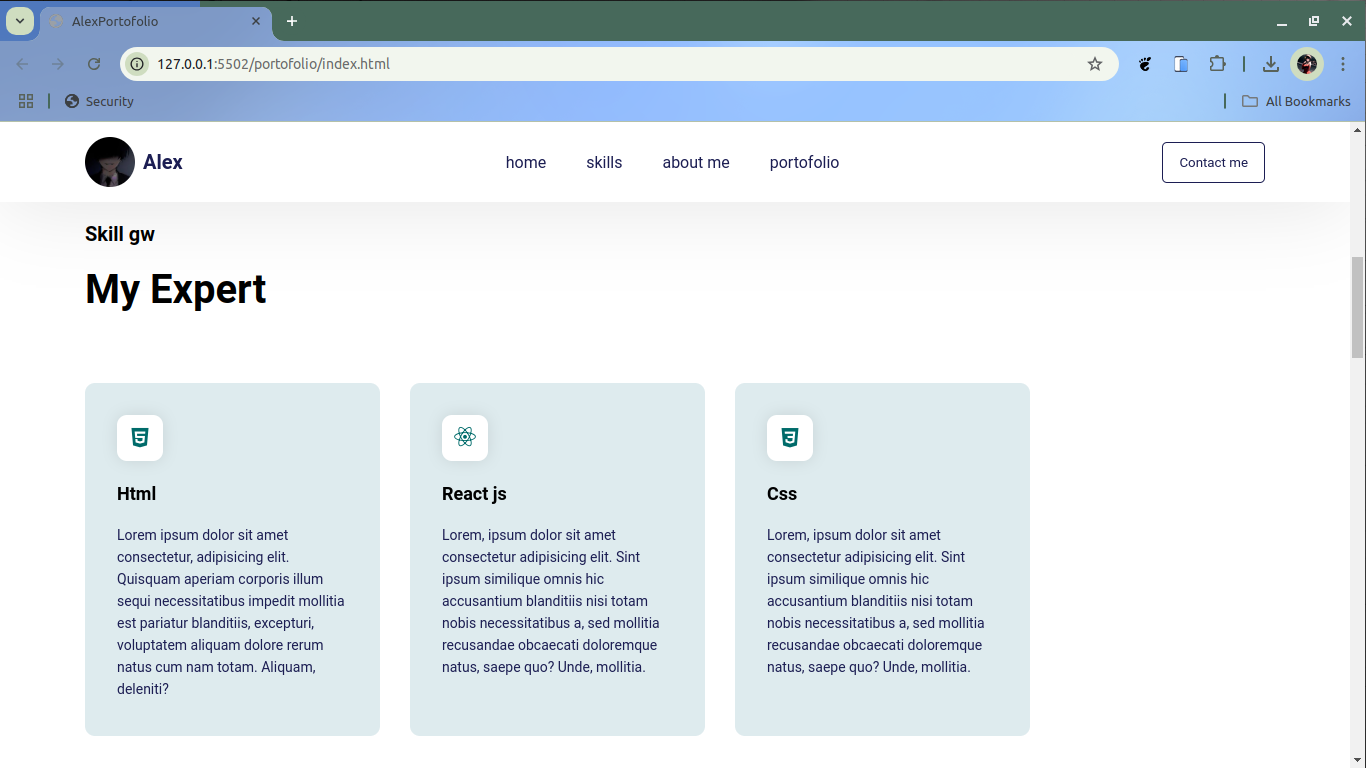 AlexPortofolio
127.0.0.1:5502/portofolio/index.html
Security
All Bookmarks
Alex
home
skills
about me
portofolio
Contact me
Skill gw
My Expert
Html
Lorem ipsum dolor sit amet
consectetur, adipisicing elit.
Quisquam aperiam corporis illum
sequi necessitatibus impedit mollitia
est pariatur blanditiis, excepturi,
voluptatem aliquam dolore rerum
natus cum nam totam. Aliquam,
deleniti?
React js
Lorem, ipsum dolor sit amet
consectetur adipisicing elit. Sint
ipsum similique omnis hic
accusantium blanditiis nisi totam
nobis necessitatibus a, sed mollitia
recusandae obcaecati doloremque
natus, saepe quo? Unde, mollitia.
Css
Lorem, ipsum dolor sit amet
consectetur adipisicing elit. Sint
ipsum similique omnis hic
accusantium blanditiis nisi totam
nobis necessitatibus a, sed mollitia
recusandae obcaecati doloremque
natus, saepe quo? Unde, mollitia.